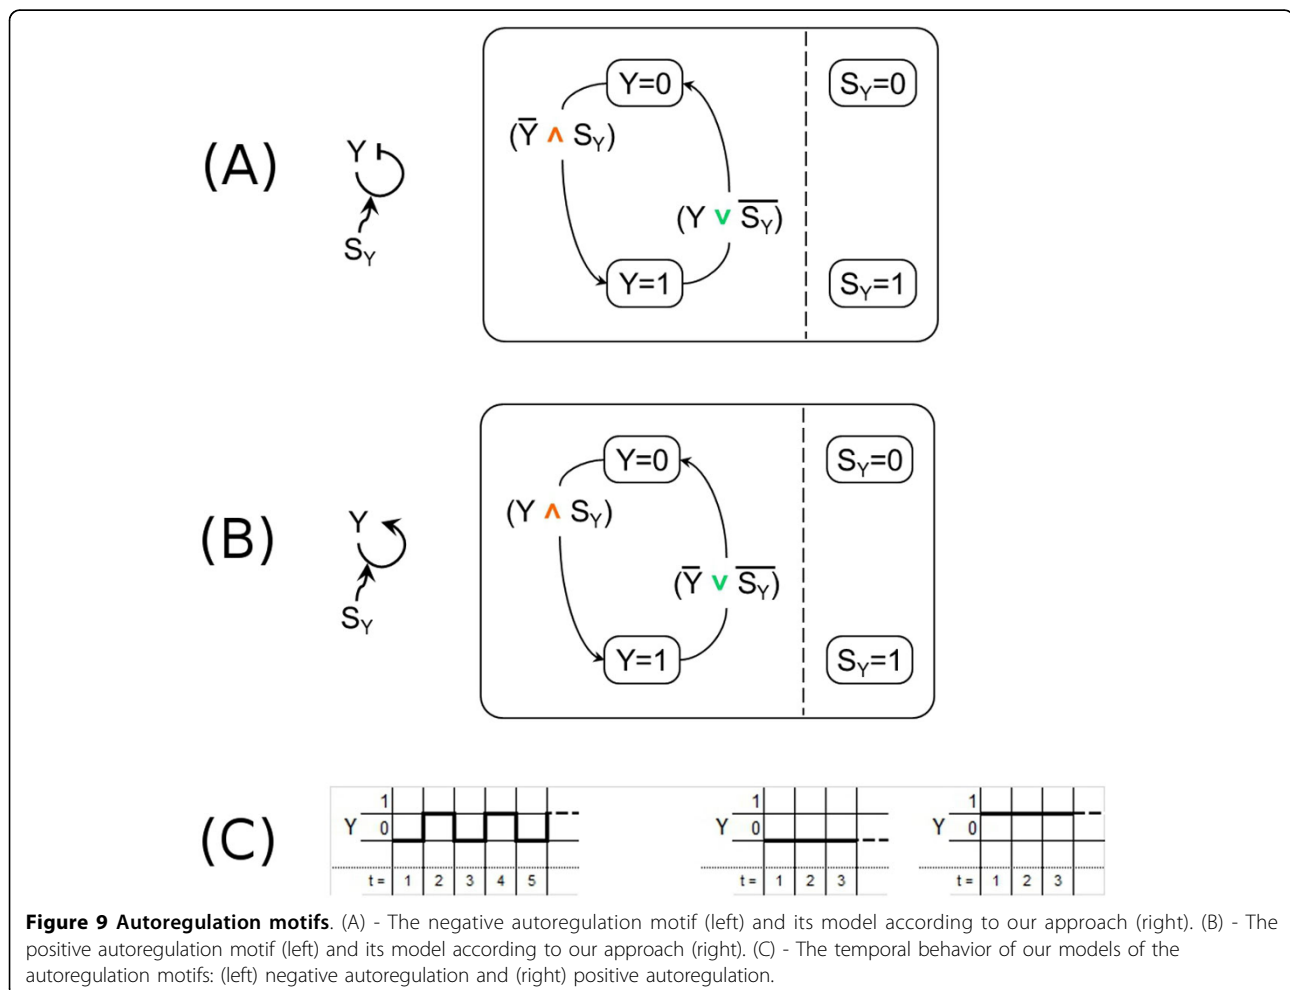 (A)
Y
S_Y
Y=0
(Y̅ ∧ S_Y)
(Y ∨ S̅_Y̅)
Y=1
S_Y=0
S_Y=1
(B)
Y
S_Y
Y=0
(Y ∧ S_Y)
(Y̅ ∨ S̅_Y̅)
Y=1
S_Y=0
S_Y=1
(C)
Y 1 0
t= 1 2 3 4 5
Y 1 0
t= 1 2 3
Y 1 0
t= 1 2 3
Figure 9 Autoregulation motifs. (A) - The negative autoregulation motif (left) and its model according to our approach (right). (B) - The
positive autoregulation motif (left) and its model according to our approach (right). (C) - The temporal behavior of our models of the
autoregulation motifs: (left) negative autoregulation and (right) positive autoregulation.